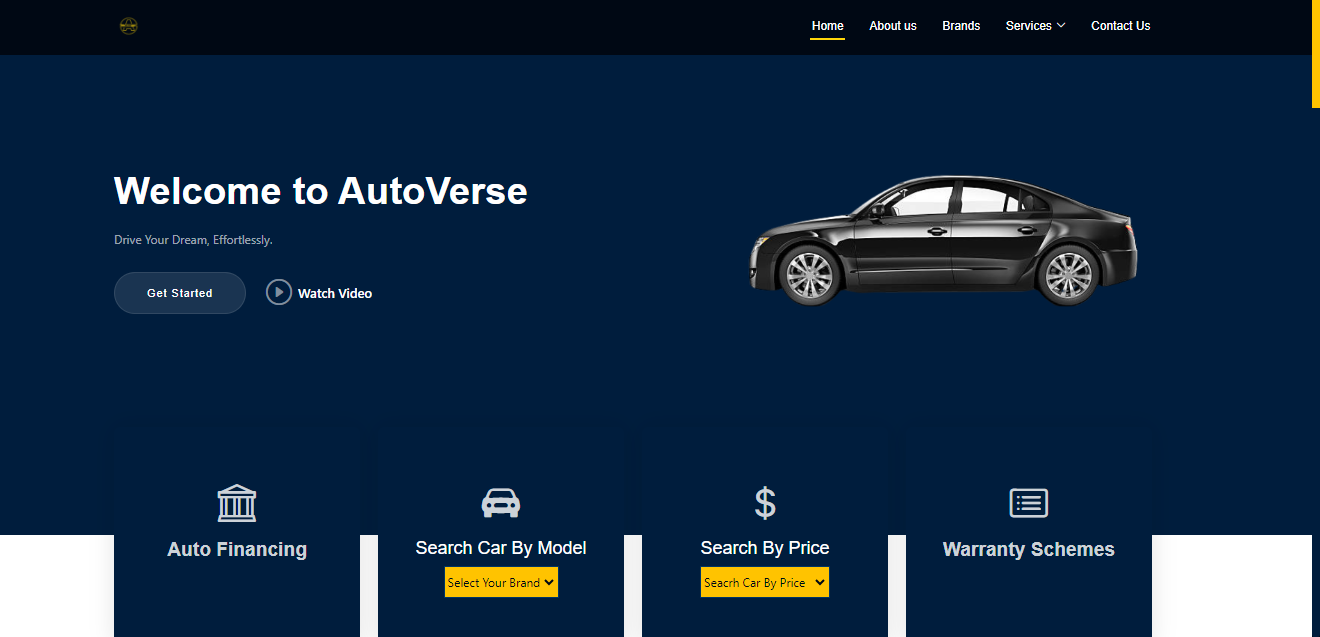 Home
About us
Brands
Services
Contact Us
Welcome to AutoVerse
Drive Your Dream, Effortlessly.
Get Started
Watch Video
Auto Financing
Search Car By Model
Select Your Brand
Search By Price
Seacrh Car By Price
Warranty Schemes